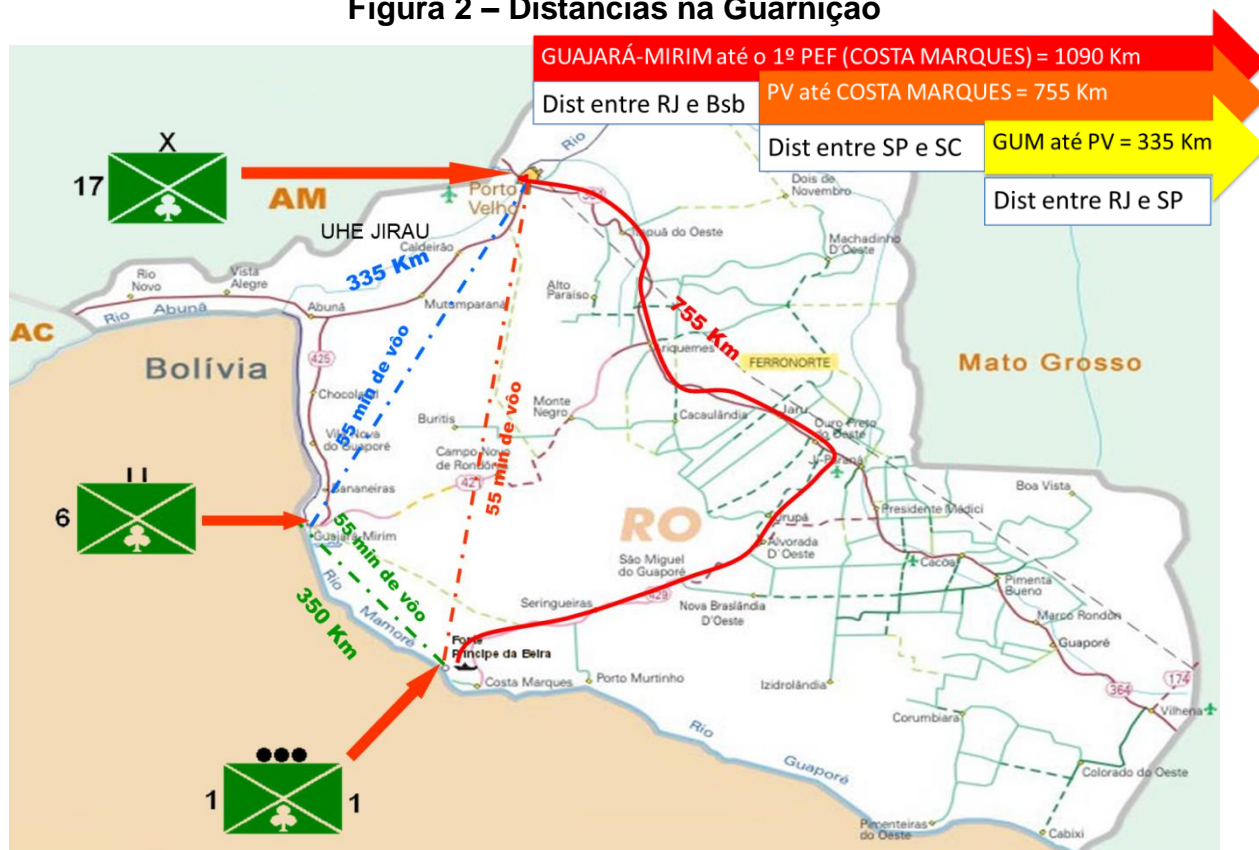 Figura 2 – Distâncias na Guarnição
GUAJARÁ-MIRIM até o 1º PEF (COSTA MARQUES) = 1090 Km
Dist entre RJ e Bsb
PV até COSTA MARQUES = 755 Km
Dist entre SP e SC
GUM até PV = 335 Km
Dist entre RJ e SP
X
17
AM
Porto
Velho
Rio
Dois de
Novembro
UHE JIRAU
Caldeirão
335 Km
Itapuã do Oeste
Machadinho
D'Oeste
Rio
Novo
Vista
Alegre
Alto
Paraíso
Mutumparaná
Abunã
Rio Abunã
AC
755 Km
Ariquemes
FERRONORTE
Mato Grosso
Bolívia
425
55 min de vôo
Monte
Negro
Cacaulândia
Jaru
Buritis
Ouro Preto
do Oeste
Vila Nova
do Guaporé
Campo Novo
de Rondônia
421
55 min de vôo
Ji-Paraná
Bananeiras
Boa Vista
6
II
Presidente Médici
RO
Urupá
Guajará-Mirim
Alvorada
D'Oeste
55 min de vôo
350 Km
São Miguel
do Guaporé
Cacoa
Pimenta
Bueno
Rio Mamoré
Seringueiras
429
Nova Braslândia
D'Oeste
Marco Rondon
Guaporé
Forte
Principe da Beira
Costa Marques
Porto Murtinho
Izidrolândia
364
174
Vilhena
Corumbiara
Rio Guaporé
Colorado do Oeste
1
1
Pimenteiras
do Oeste
Cabixi